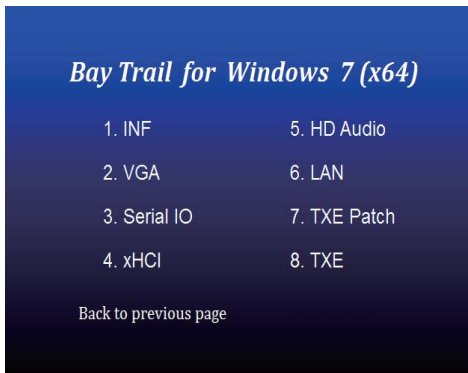 Bay Trail for Windows 7 (x64)
1. INF
2. VGA
3. Serial IO
4. xHCI
5. HD Audio
6. LAN
7. TXE Patch
8. TXE
Back to previous page